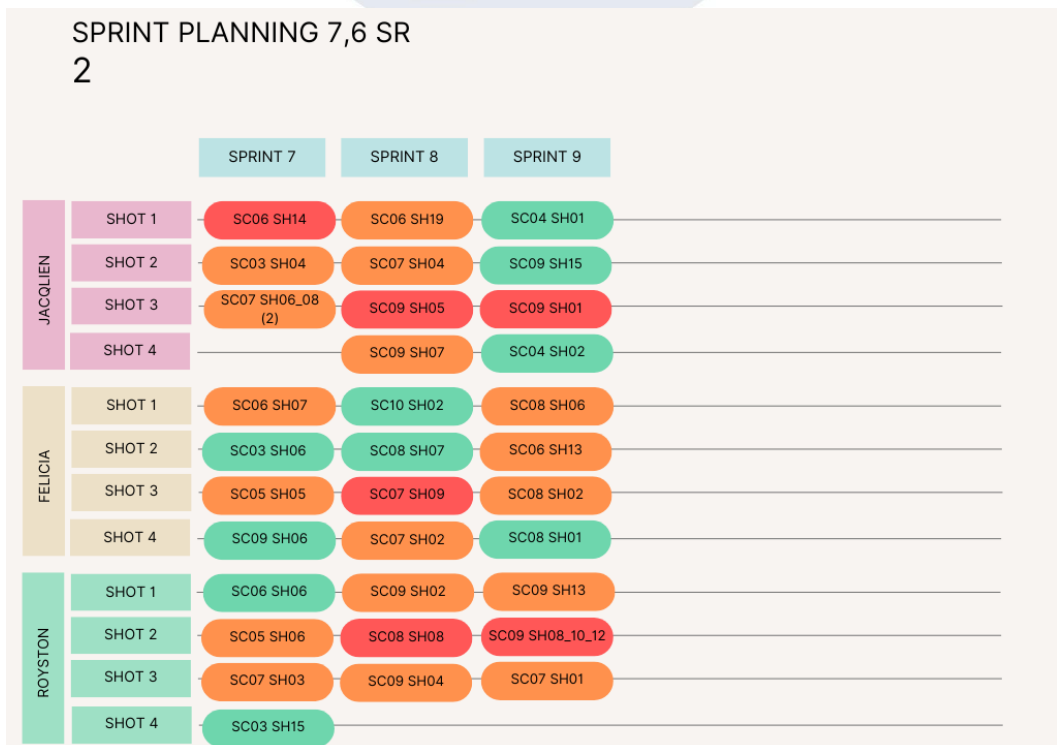 SPRINT PLANNING 7,6 SR
2
SPRINT 7 SPRINT 8 SPRINT 9
JACQLIEN
SHOT 1 SC06 SH14 SC06 SH19 SC04 SH01
SHOT 2 SC03 SH04 SC07 SH04 SC09 SH15
SHOT 3 SC07 SH06_08 SC09 SH05 SC09 SH01
(2)
SHOT 4 SC09 SH07 SC04 SH02
FELICIA
SHOT 1 SC06 SH07 SC10 SH02 SC08 SH06
SHOT 2 SC03 SH06 SC08 SH07 SC06 SH13
SHOT 3 SC05 SH05 SC07 SH09 SC08 SH02
SHOT 4 SC09 SH06 SC07 SH02 SC08 SH01
ROYSTON
SHOT 1 SC06 SH06 SC09 SH02 SC09 SH13
SHOT 2 SC05 SH06 SC08 SH08 SC09 SH08_10_12
SHOT 3 SC07 SH03 SC09 SH04 SC07 SH01
SHOT 4 SC03 SH15